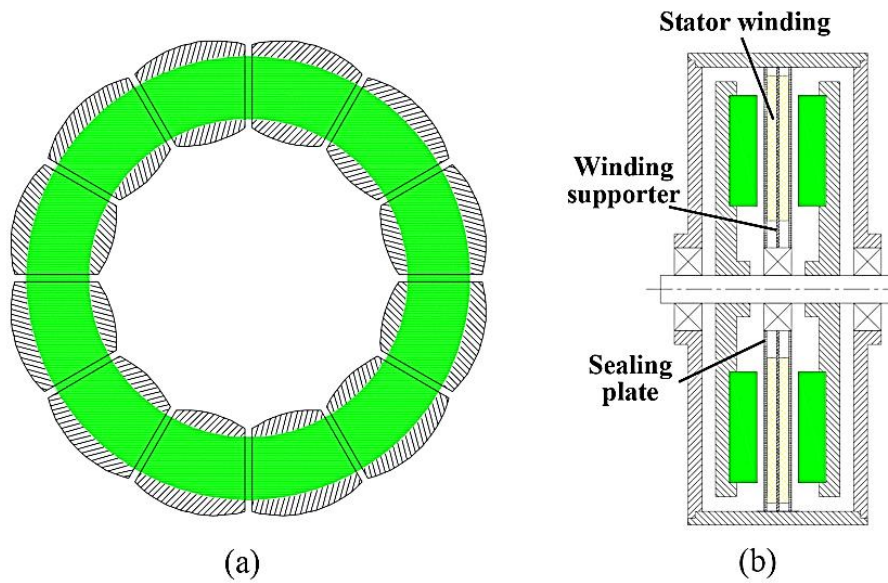 Stator winding
Winding
supporter
Sealing
plate
(a)
(b)